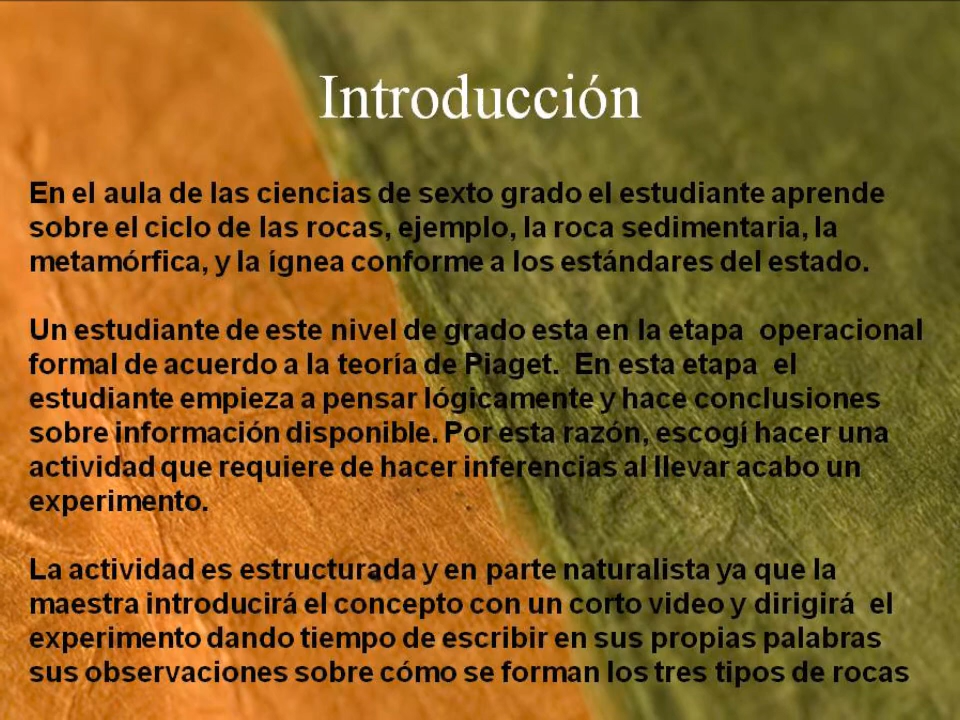 Introducción
En el aula de las ciencias de sexto grado el estudiante aprende
sobre el ciclo de las rocas, ejemplo, la roca sedimentaria, la
metamórfica, y la ígnea conforme a los estándares del estado.
Un estudiante de este nivel de grado esta en la etapa operacional
formal de acuerdo a la teoría de Piaget. En esta etapa el
estudiante empieza a pensar lógicamente y hace conclusiones
sobre información disponible. Por esta razón, escogí hacer una
actividad que requiere de hacer inferencias al llevar acabo un
experimento.
La actividad es estructurada y en parte naturalista ya que la
maestra introducirá el concepto con un corto video y dirigirá el
experimento dando tiempo de escribir en sus propias palabras
sus observaciones sobre cómo se forman los tres tipos de rocas